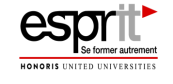 esprit
Se former autrement
HONORIS UNITED UNIVERSITIES